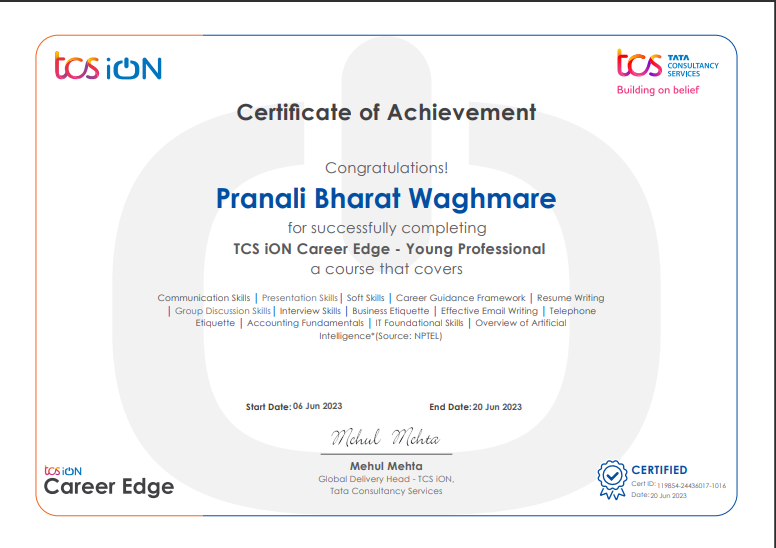 tcs iON
tcs TATA
CONSULTANCY
SERVICES
Building on belief
Certificate of Achievement
Congratulations!
Pranali Bharat Waghmare
for successfully completing
TCS iON Career Edge - Young Professional
a course that covers
Communication Skills | Presentation Skills| Soft Skills | Career Guidance Framework | Resume Writing
| Group Discussion Skills| Interview Skills | Business Etiquette | Effective Email Writing | Telephone
Etiquette | Accounting Fundamentals | IT Foundational Skills | Overview of Artificial
Intelligence*(Source: NPTEL)
Start Date: 06 Jun 2023 End Date: 20 Jun 2023
Mehul Mehta
Mehul Mehta
Global Delivery Head - TCS iON,
Tata Consultancy Services
tcs iON
Career Edge
CERTIFIED
Cert ID: 119854-24436017-1016
Date: 20 Jun 2023